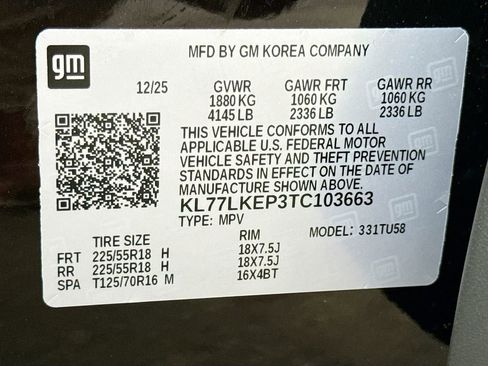 gm
MFD BY GM KOREA COMPANY
12/25 GVWR GAWR FRT GAWR RR
1880 KG 1060 KG 1060 KG
4145 LB 2336 LB 2336 LB
THIS VEHICLE CONFORMS TO ALL
APPLICABLE U.S. FEDERAL MOTOR
VEHICLE SAFETY AND THEFT PREVENTION
STANDARDS IN EFFECT ON THE DATE OF
MANUFACTURE SHOWN ABOVE.
KL77LKEP3TC103663
TYPE: MPV MODEL: 331TU58
TIRE SIZE RIM
FRT 225/55R18 H 18X7.5J
RR 225/55R18 H 18X7.5J
SPA T125/70R16 M 16X4BT